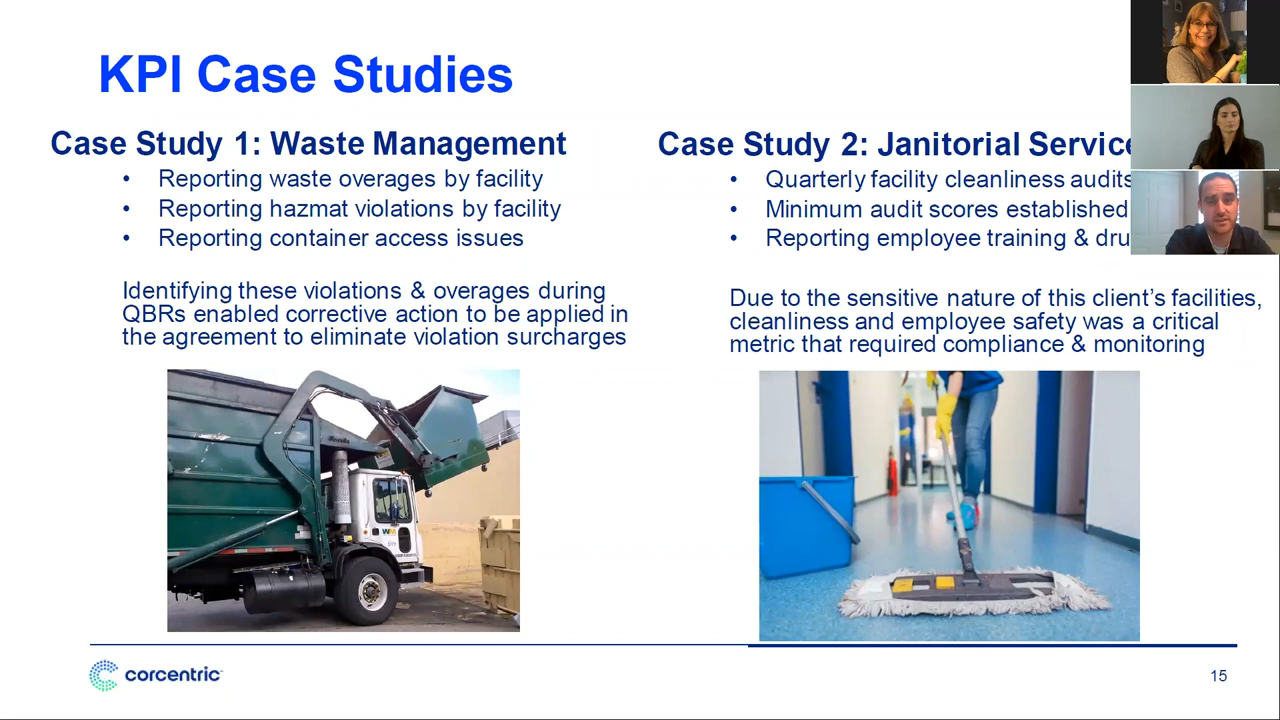 KPI Case Studies
Case Study 1: Waste Management
• Reporting waste overages by facility
• Reporting hazmat violations by facility
• Reporting container access issues
Identifying these violations & overages during
QBRs enabled corrective action to be applied in
the agreement to eliminate violation surcharges
Case Study 2: Janitorial
• Quarterly facility cleanliness audits
• Minimum audit scores established
• Reporting employee training &
Due to the sensitive nature of this client’s facilities,
cleanliness and employee safety was a critical
metric that required compliance & monitoring
WM
corcentric
15